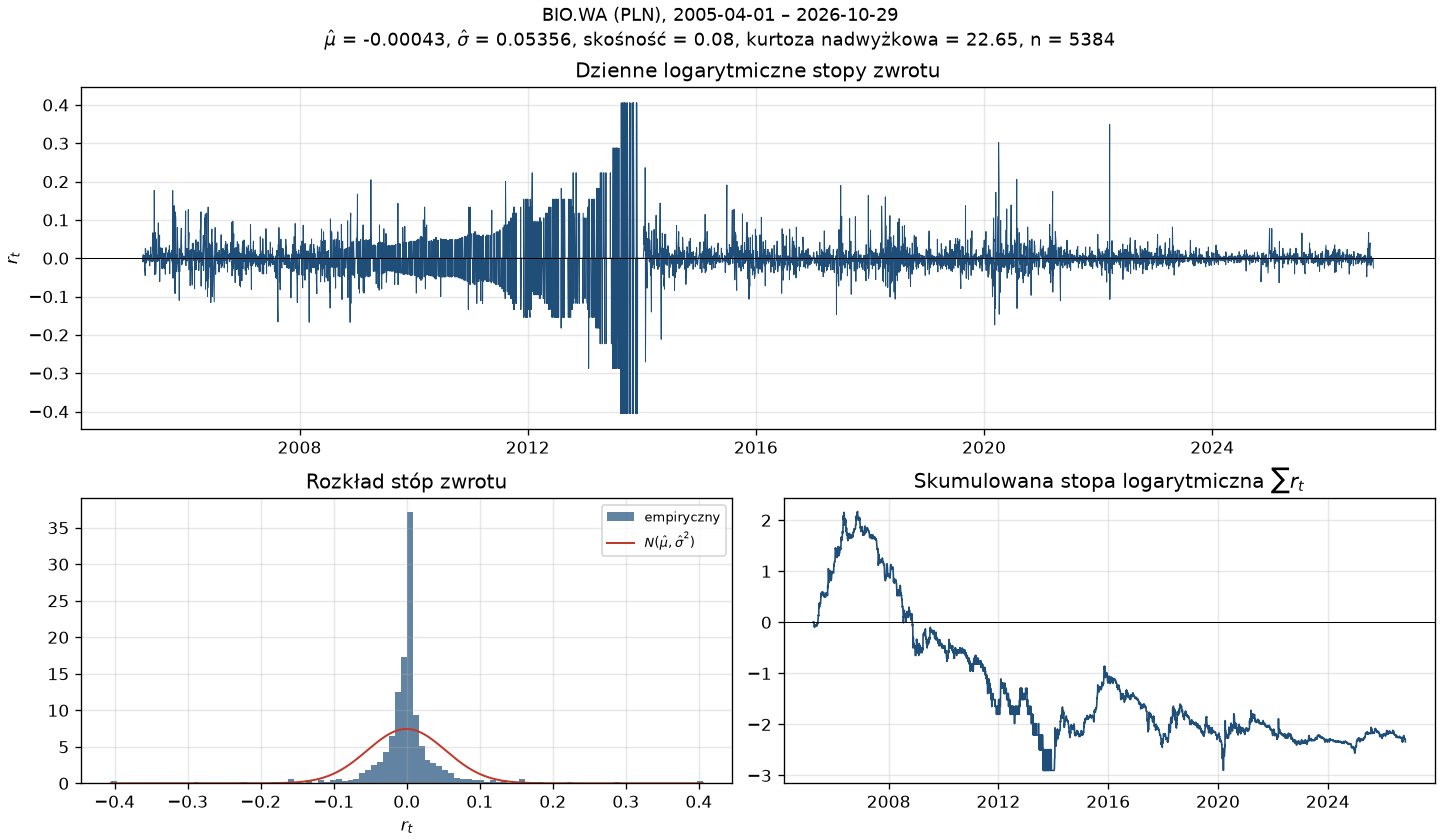 BIO.WA (PLN), 2005-04-01 – 2026-10-29
μ̂ = -0.00043, σ̂ = 0.05356, skośność = 0.08, kurtoza nadwyżkowa = 22.65, n = 5384
Dzienne logarytmiczne stopy zwrotu
0.4
0.3
0.2
0.1
0.0
−0.1
−0.2
−0.3
−0.4
r_t
2008 2012 2016 2020 2024
Rozkład stóp zwrotu
empiryczny
N(μ̂, σ̂²)
35
30
25
20
15
10
5
0
−0.4 −0.3 −0.2 −0.1 0.0 0.1 0.2 0.3 0.4
r_t
Skumulowana stopa logarytmiczna ∑r_t
2
1
0
−1
−2
−3
2008 2012 2016 2020 2024